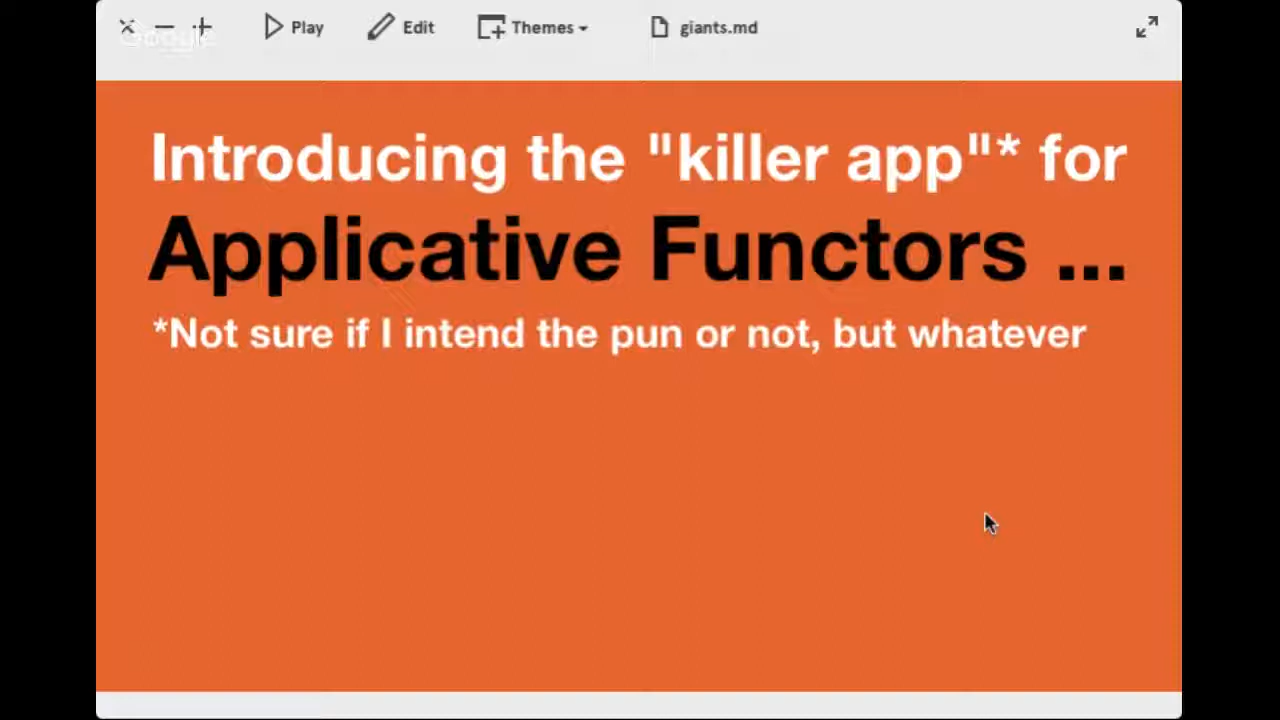 Play Edit Themes giants.md
Google
Introducing the "killer app"* for
Applicative Functors ...
*Not sure if I intend the pun or not, but whatever